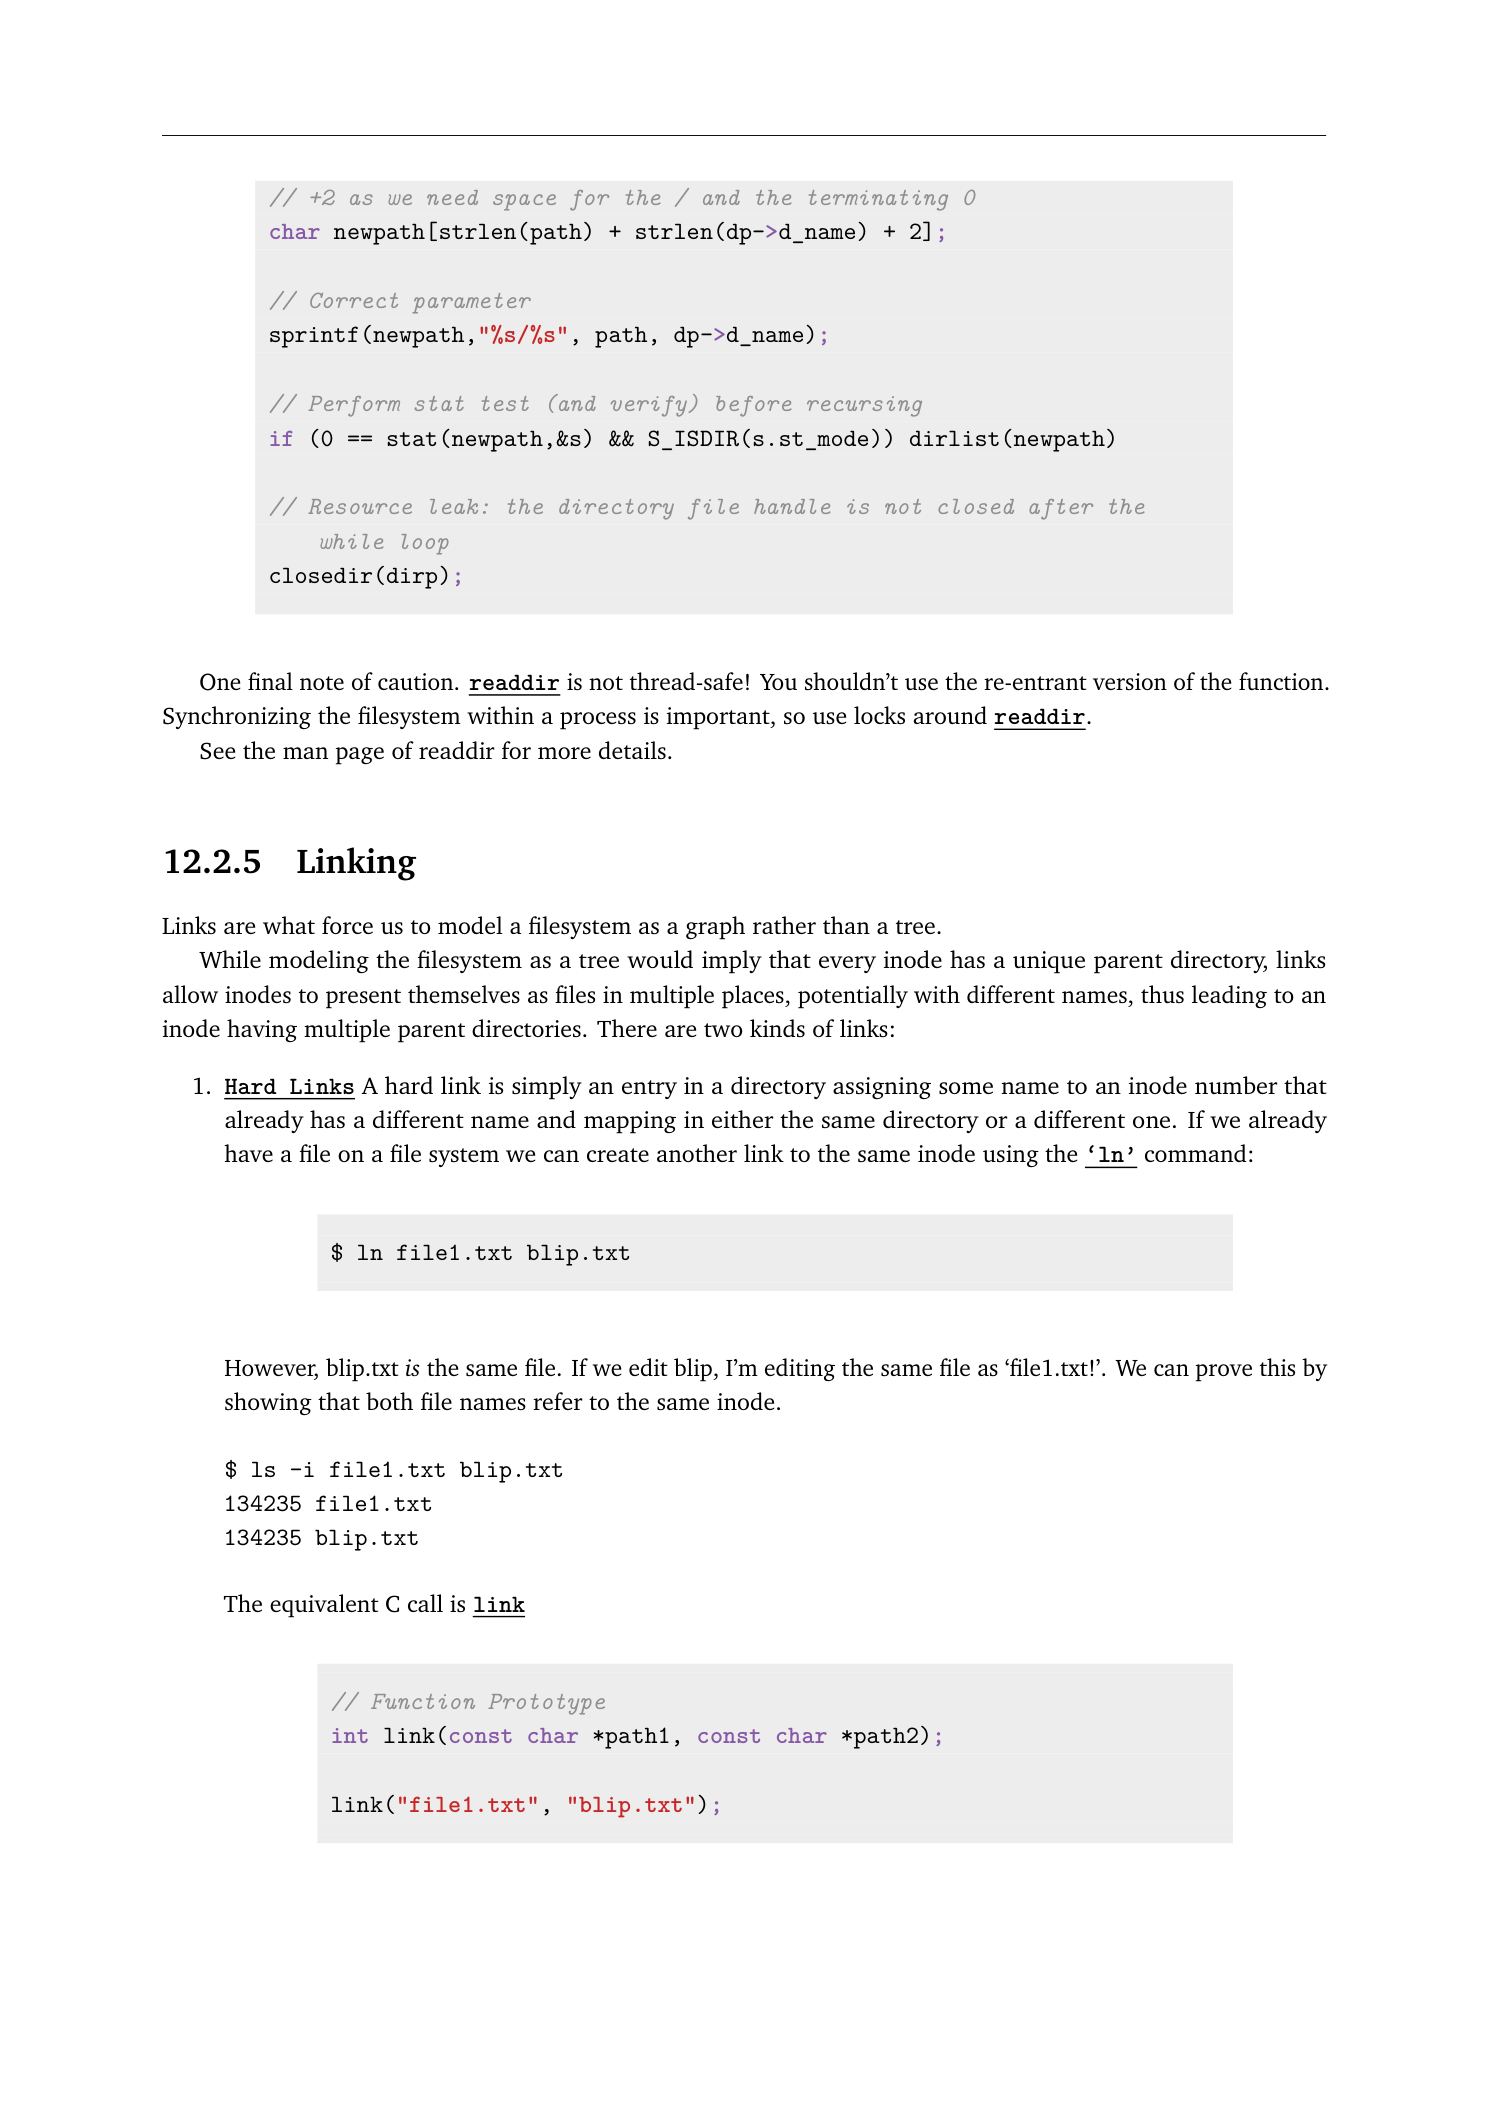 // +2 as we need space for the / and the terminating 0
char newpath[strlen(path) + strlen(dp->d_name) + 2];
// Correct parameter
sprintf(newpath,"%s/%s", path, dp->d_name);
// Perform stat test (and verify) before recursing
if (0 == stat(newpath,&s) && S_ISDIR(s.st_mode)) dirlist(newpath)
// Resource leak: the directory file handle is not closed after the
while loop
closedir(dirp);
One final note of caution. readdir is not thread-safe! You shouldn’t use the re-entrant version of the function.
Synchronizing the filesystem within a process is important, so use locks around readdir.
See the man page of readdir for more details.
12.2.5 Linking
Links are what force us to model a filesystem as a graph rather than a tree.
While modeling the filesystem as a tree would imply that every inode has a unique parent directory, links
allow inodes to present themselves as files in multiple places, potentially with different names, thus leading to an
inode having multiple parent directories. There are two kinds of links:
1. Hard Links A hard link is simply an entry in a directory assigning some name to an inode number that
already has a different name and mapping in either the same directory or a different one. If we already
have a file on a file system we can create another link to the same inode using the ‘ln’ command:
$ ln file1.txt blip.txt
However, blip.txt is the same file. If we edit blip, I’m editing the same file as ‘file1.txt!’. We can prove this by
showing that both file names refer to the same inode.
$ ls -i file1.txt blip.txt
134235 file1.txt
134235 blip.txt
The equivalent C call is link
// Function Prototype
int link(const char *path1, const char *path2);
link("file1.txt", "blip.txt");